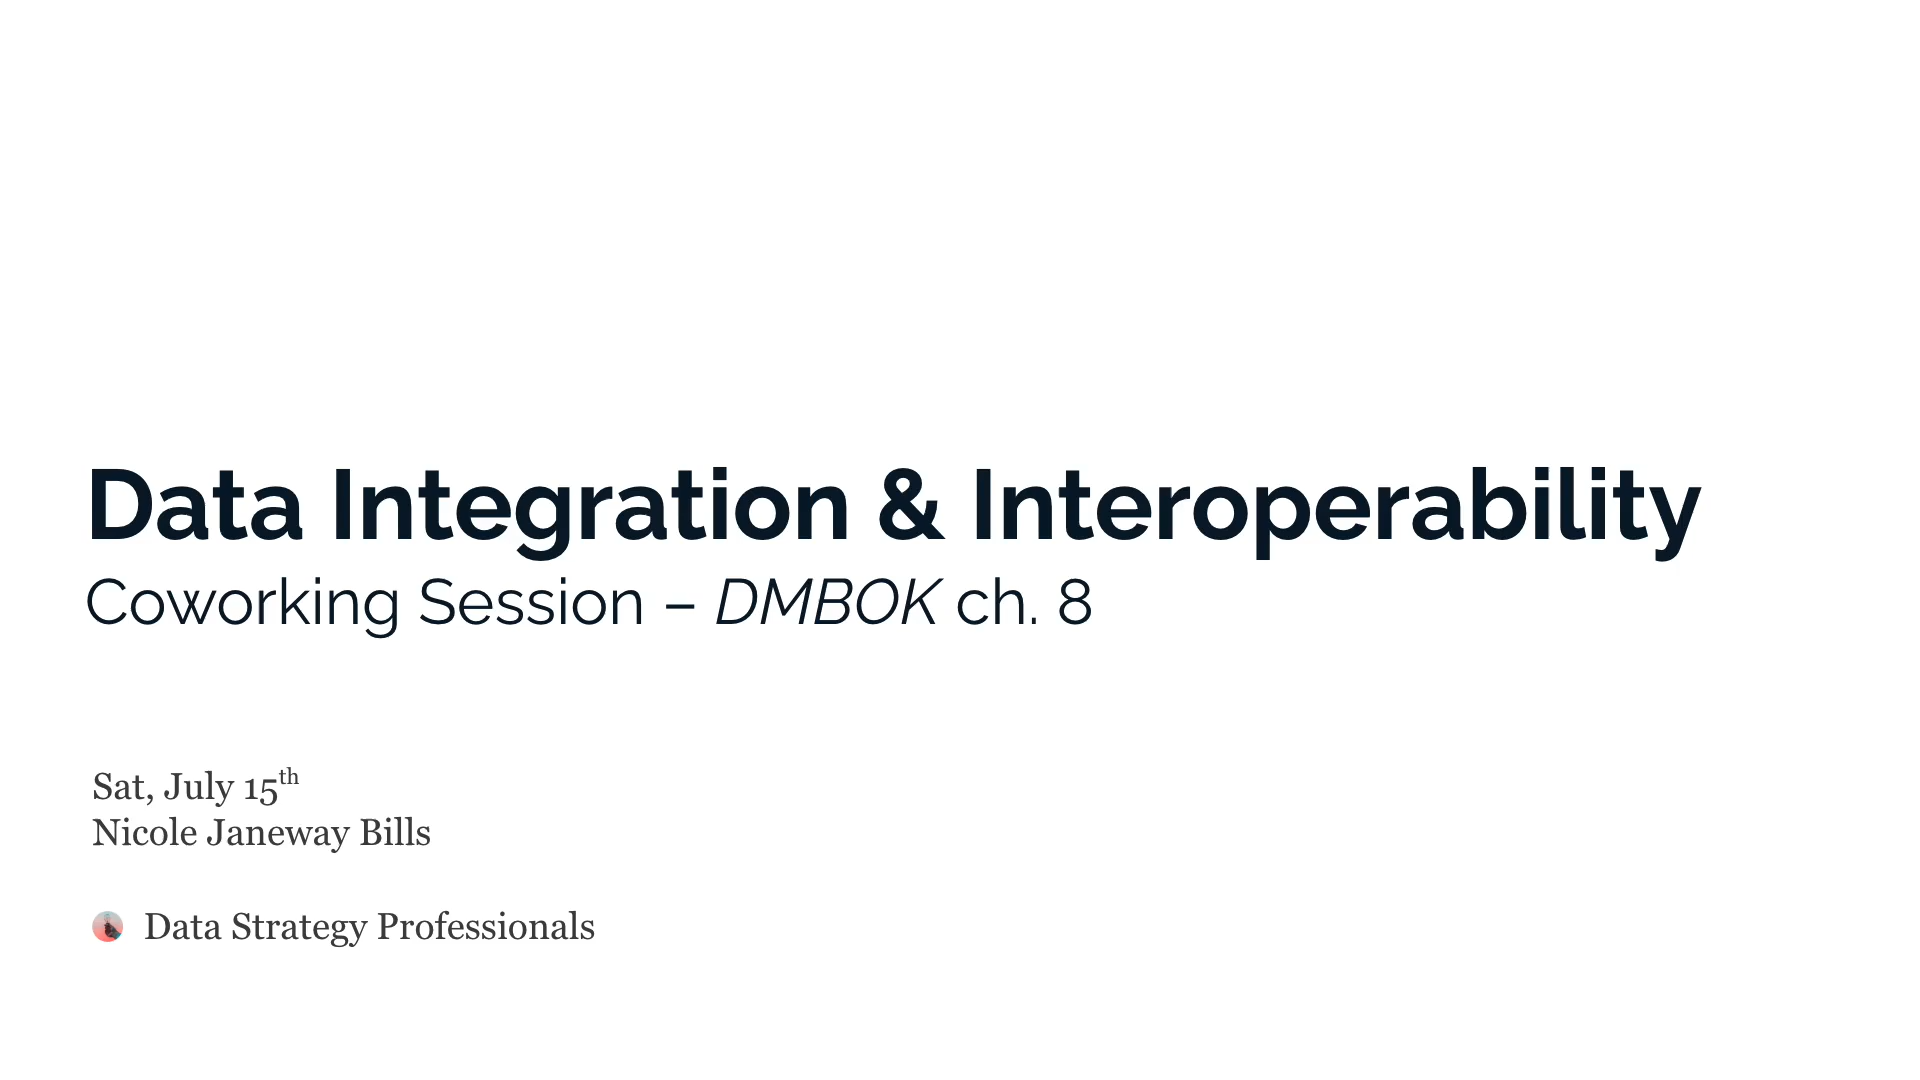 Data Integration & Interoperability
Coworking Session – DMBOK ch. 8
Sat, July 15th
Nicole Janeway Bills
Data Strategy Professionals